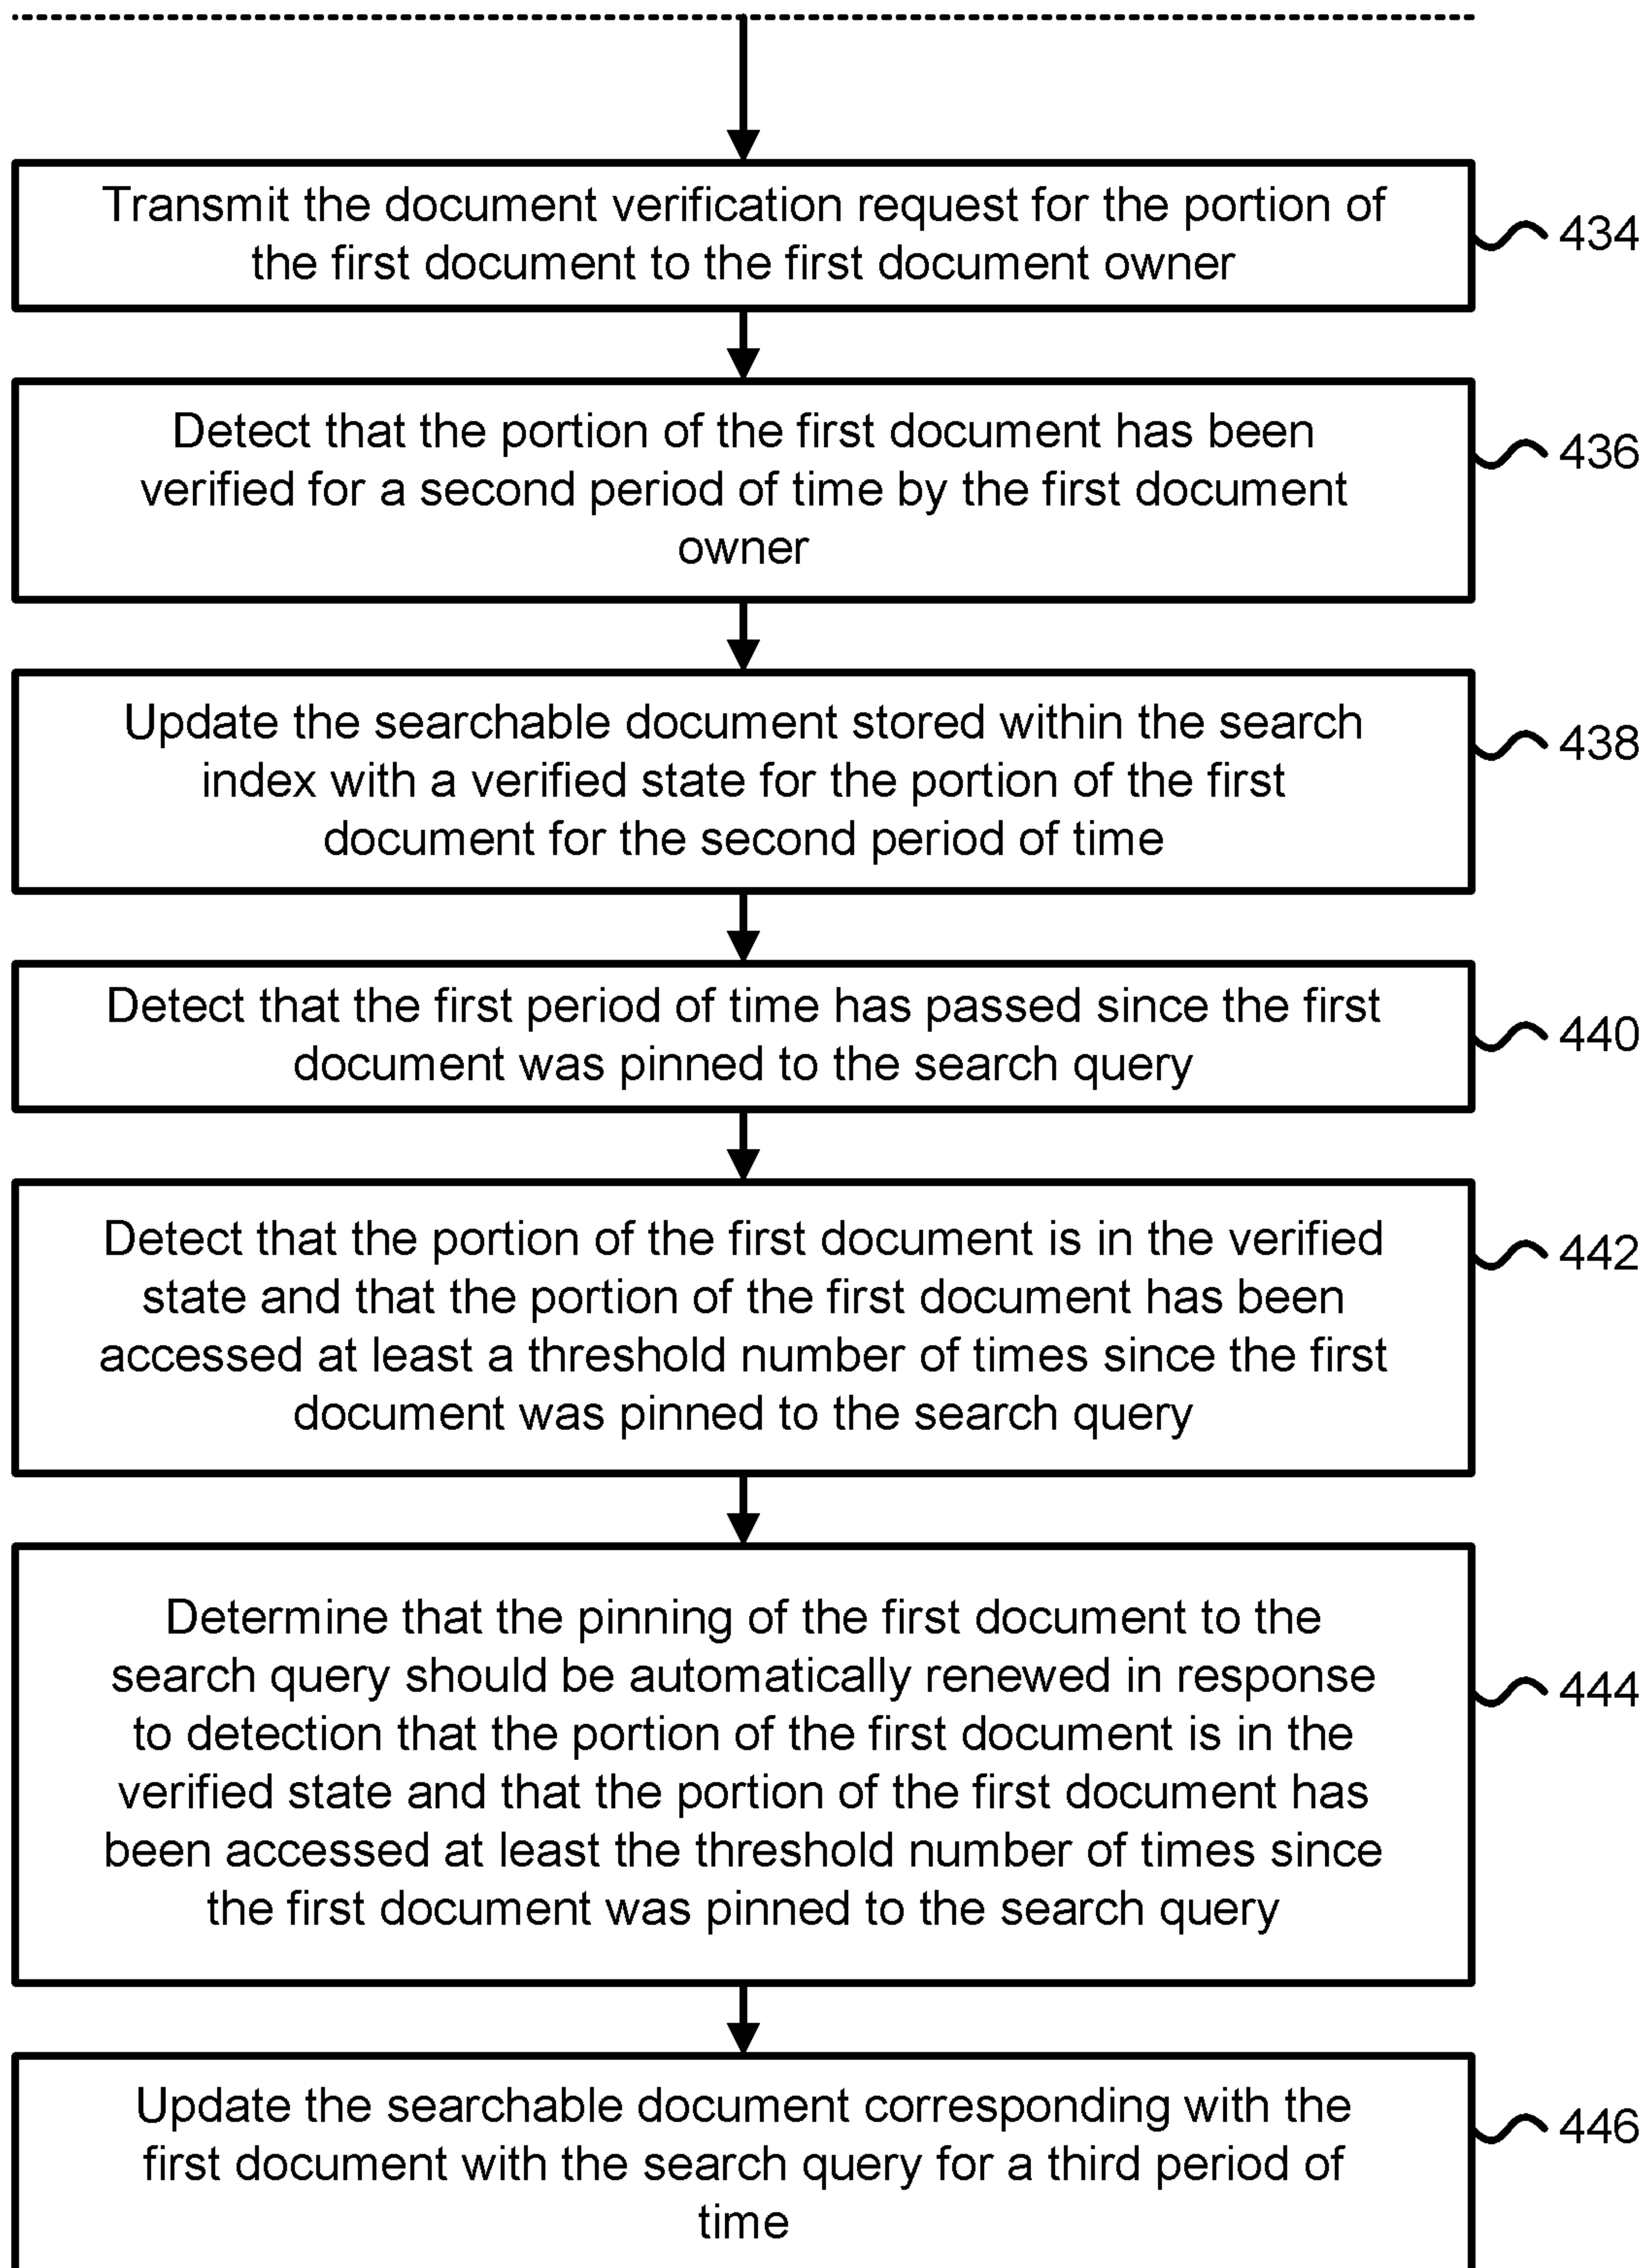 Transmit the document verification request for the portion of
the first document to the first document owner
434
Detect that the portion of the first document has been
verified for a second period of time by the first document
owner
436
Update the searchable document stored within the search
index with a verified state for the portion of the first
document for the second period of time
438
Detect that the first period of time has passed since the first
document was pinned to the search query
440
Detect that the portion of the first document is in the verified
state and that the portion of the first document has been
accessed at least a threshold number of times since the first
document was pinned to the search query
442
Determine that the pinning of the first document to the
search query should be automatically renewed in response
to detection that the portion of the first document is in the
verified state and that the portion of the first document has
been accessed at least the threshold number of times since
the first document was pinned to the search query
444
Update the searchable document corresponding with the
first document with the search query for a third period of
time
446